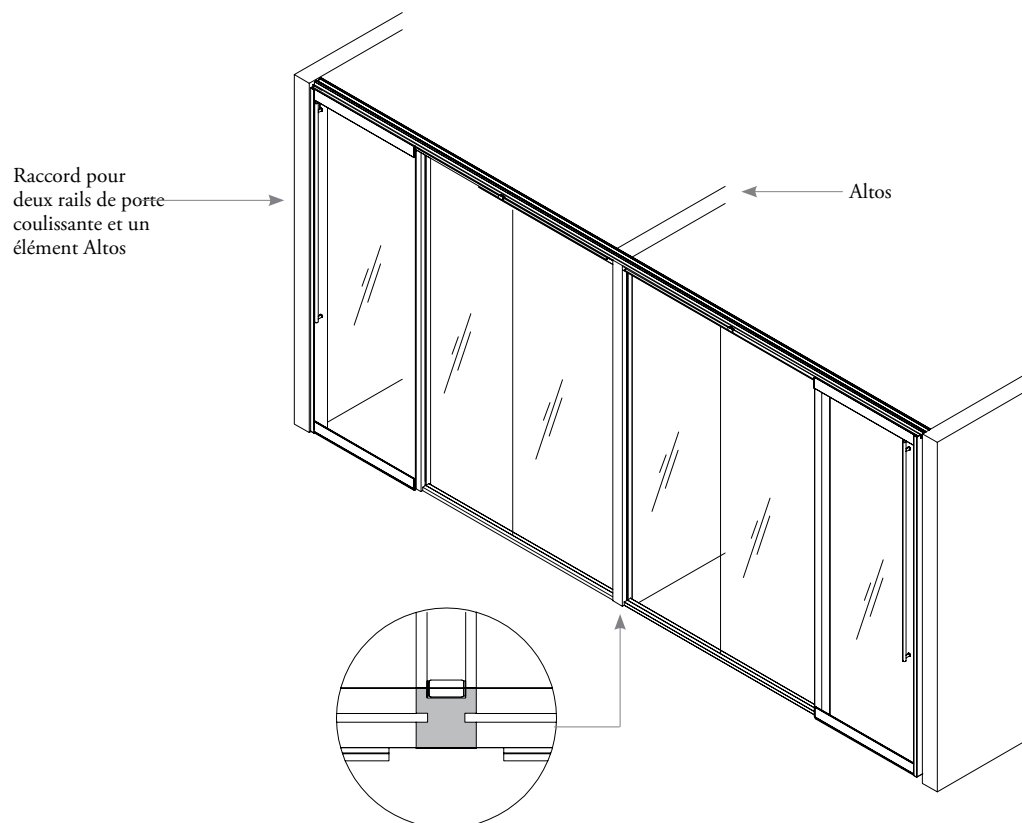 Raccord pour
deux rails de porte
coulissante et un
élément Altos
Altos